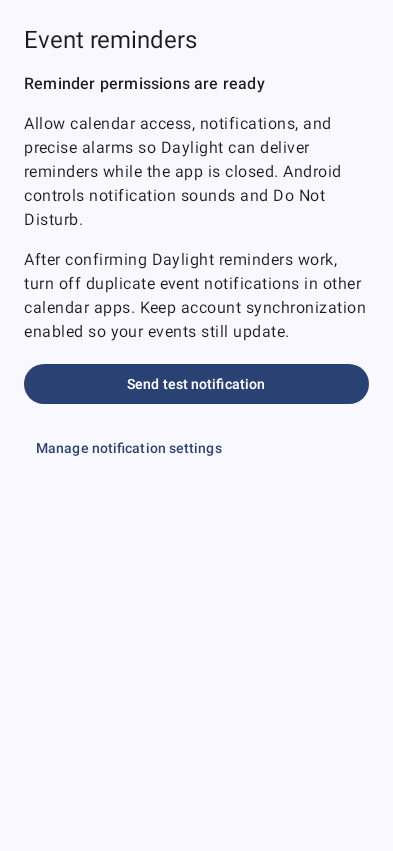 Event reminders
Reminder permissions are ready
Allow calendar access, notifications, and
precise alarms so Daylight can deliver
reminders while the app is closed. Android
controls notification sounds and Do Not
Disturb.
After confirming Daylight reminders work,
turn off duplicate event notifications in other
calendar apps. Keep account synchronization
enabled so your events still update.
Send test notification
Manage notification settings